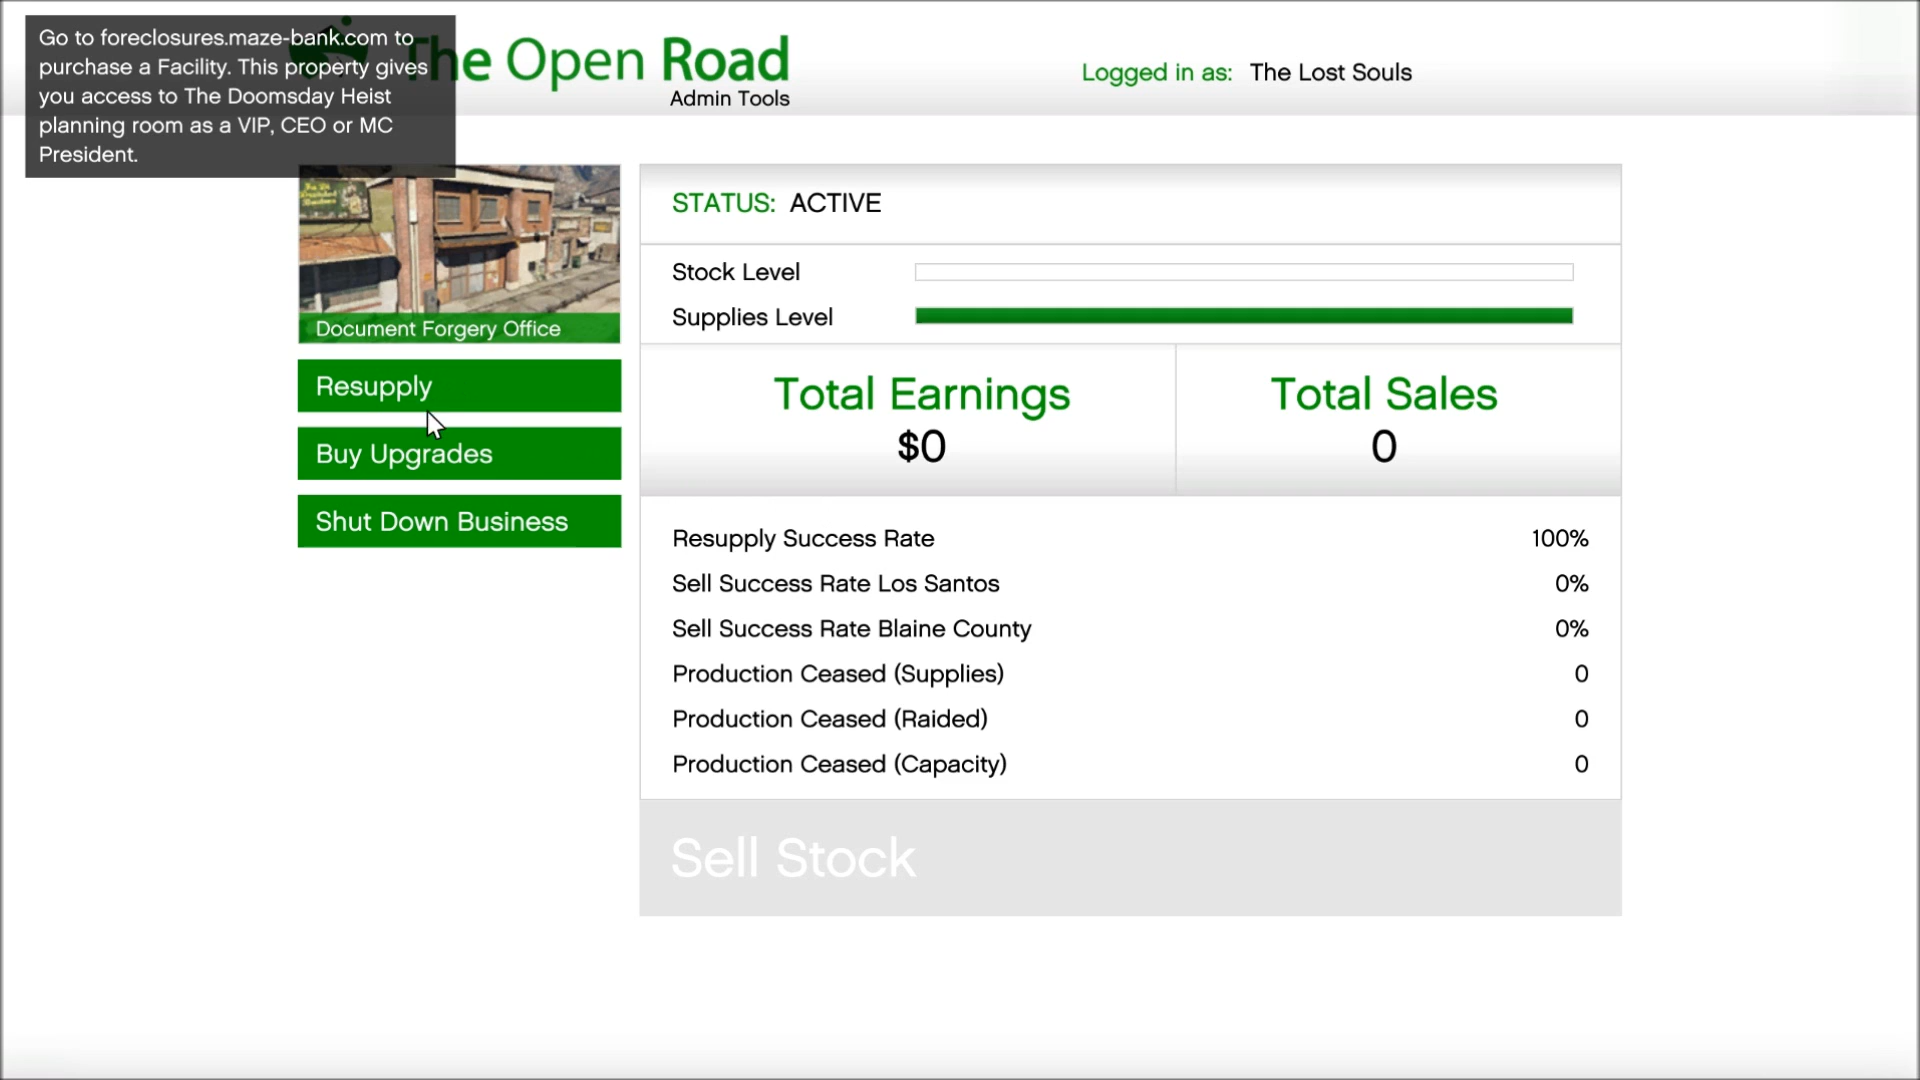 Go to foreclosures.maze-bank.com to
purchase a Facility. This property gives
you access to The Doomsday Heist
planning room as a VIP, CEO or MC
President.
The Open Road
Admin Tools
Logged in as: The Lost Souls
Document Forgery Office
Resupply
Buy Upgrades
Shut Down Business
STATUS: ACTIVE
Stock Level
Supplies Level
Total Earnings
$0
Total Sales
0
Resupply Success Rate 100%
Sell Success Rate Los Santos 0%
Sell Success Rate Blaine County 0%
Production Ceased (Supplies) 0
Production Ceased (Raided) 0
Production Ceased (Capacity) 0
Sell Stock